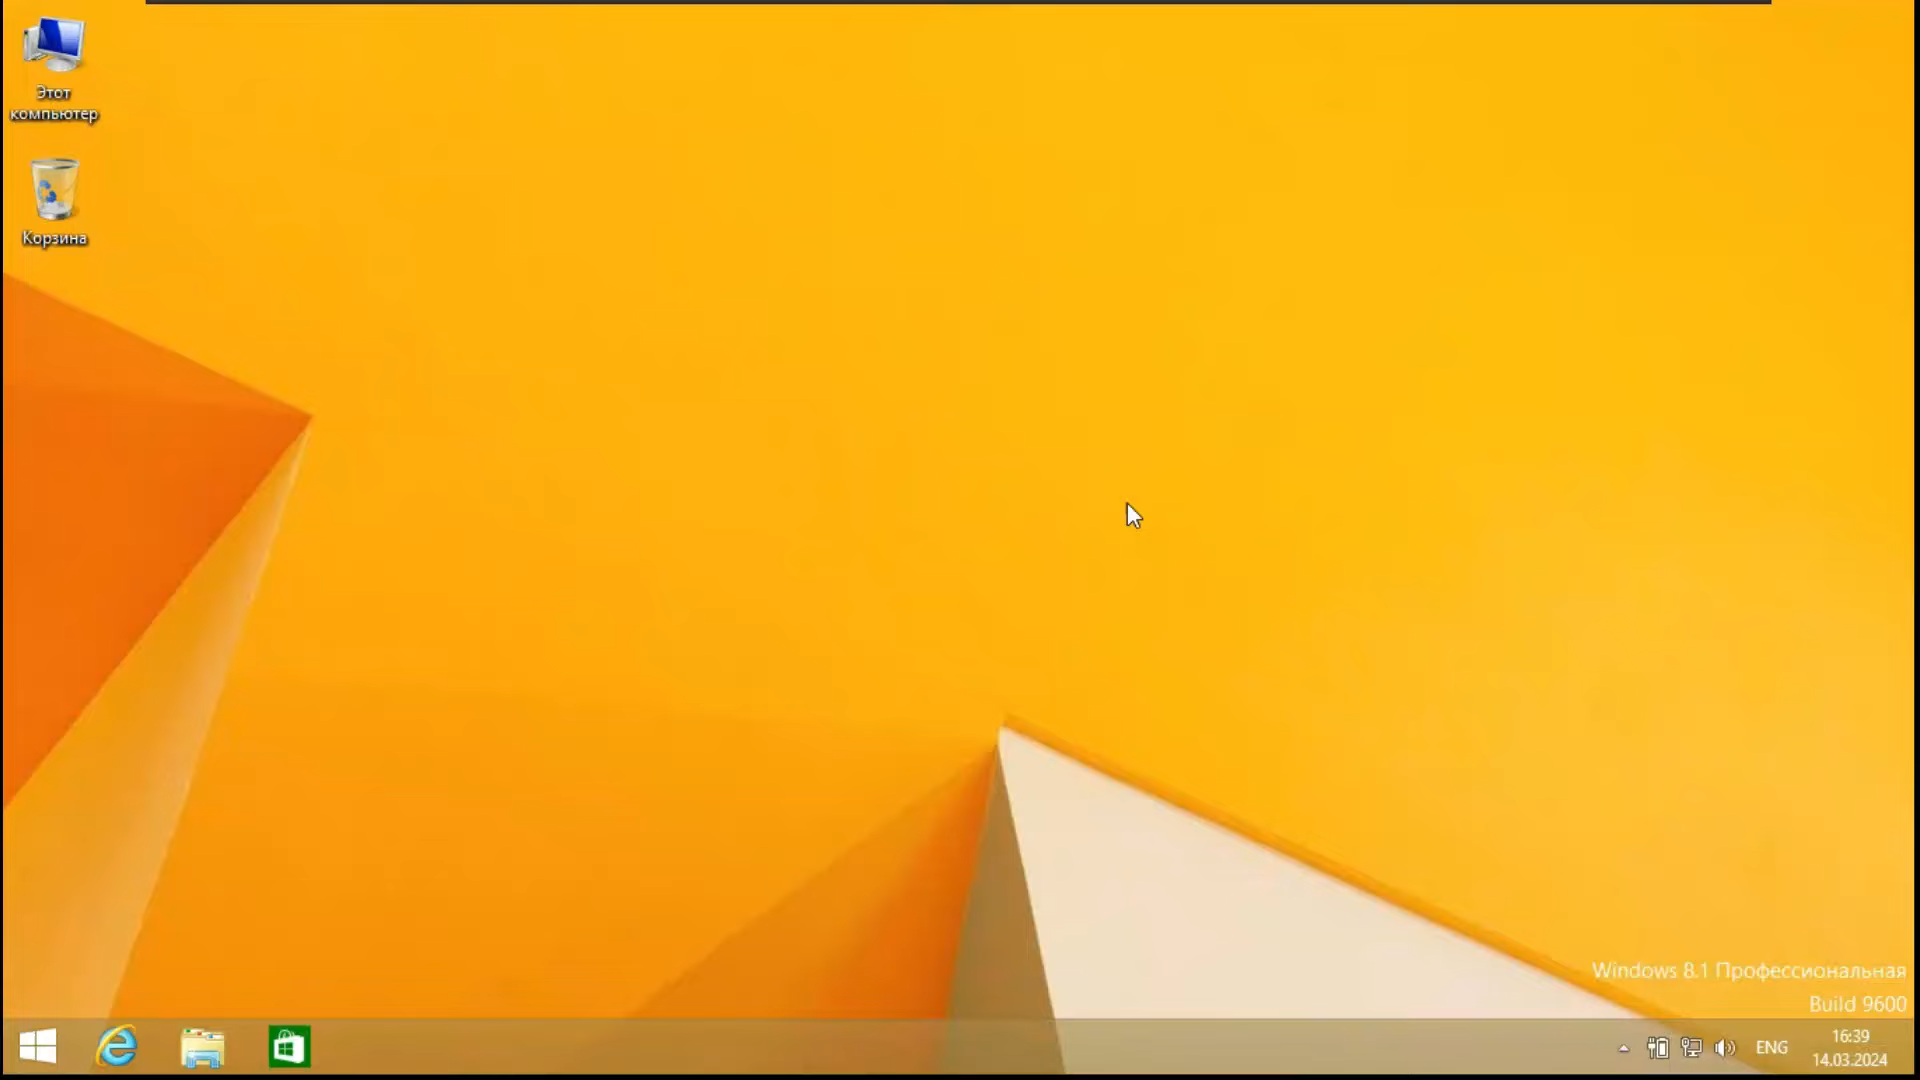 Этот
компьютер
Корзина
Windows 8.1 Профессиональная
Build 9600
ENG
16:39
14.03.2024